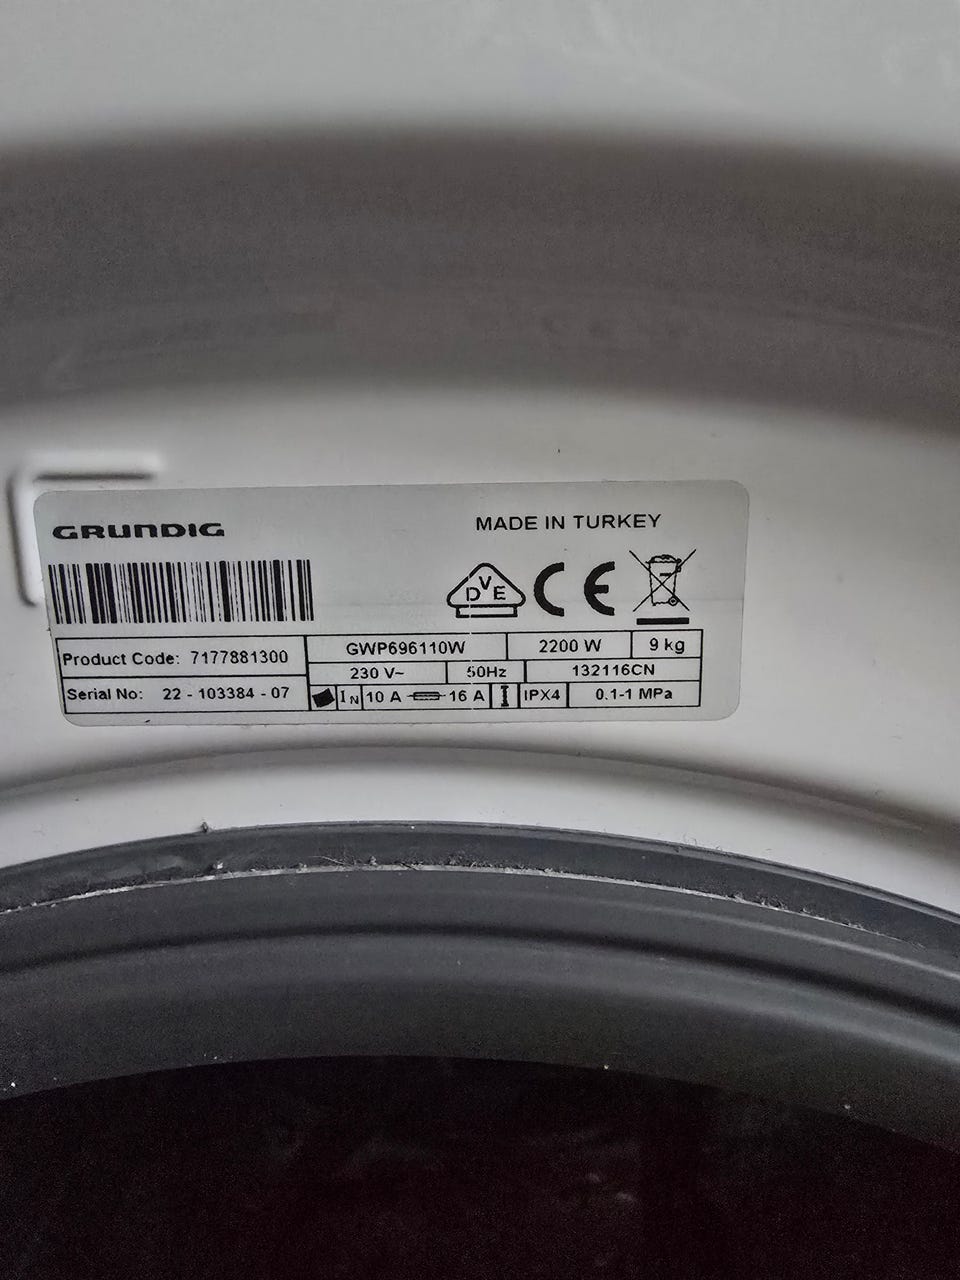 GRUNDIG
MADE IN TURKEY
DVE
CE
Product Code: 7177881300
GWP696110W 2200 W 9 kg
230 V~ 50Hz 132116CN
Serial No: 22 - 103384 - 07
IN 10 A 16 A IPX4 0.1-1 MPa